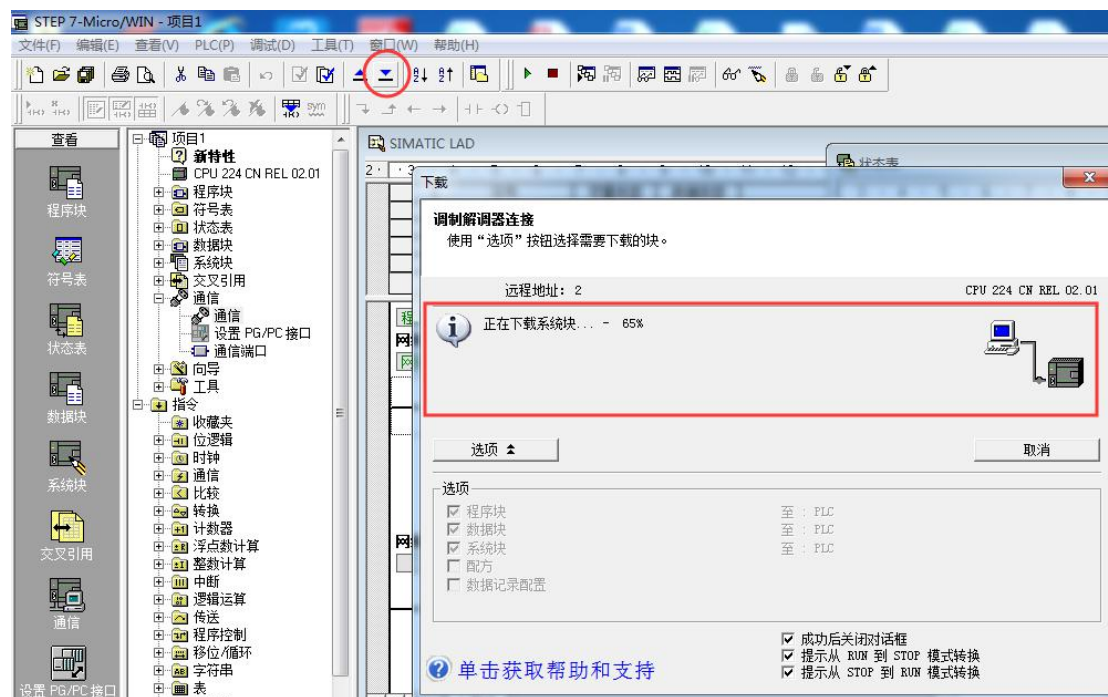 STEP 7-Micro/WIN - 项目1
文件(F) 编辑(E) 查看(V) PLC(P) 调试(D) 工具(T) 窗口(W) 帮助(H)
查看
程序块
符号表
状态表
数据块
系统块
交叉引用
通信
设置 PG/PC 接口
项目1
新特性
CPU 224 CN REL 02.01
程序块
符号表
状态表
数据块
系统块
交叉引用
通信
通信
设置 PG/PC 接口
通信端口
向导
工具
指令
收藏夹
位逻辑
时钟
通信
比较
转换
计数器
浮点数计算
整数计算
中断
逻辑运算
传送
程序控制
移位/循环
字符串
表
SIMATIC LAD
状态表
下载
调制解调器连接
使用“选项”按钮选择需要下载的块。
远程地址: 2
CPU 224 CN REL 02.01
正在下载系统块... - 65%
选项
取消
选项
程序块 至 : PLC
数据块 至 : PLC
系统块 至 : PLC
配方
数据记录配置
成功后关闭对话框
提示从 RUN 到 STOP 模式转换
提示从 STOP 到 RUN 模式转换
单击获取帮助和支持